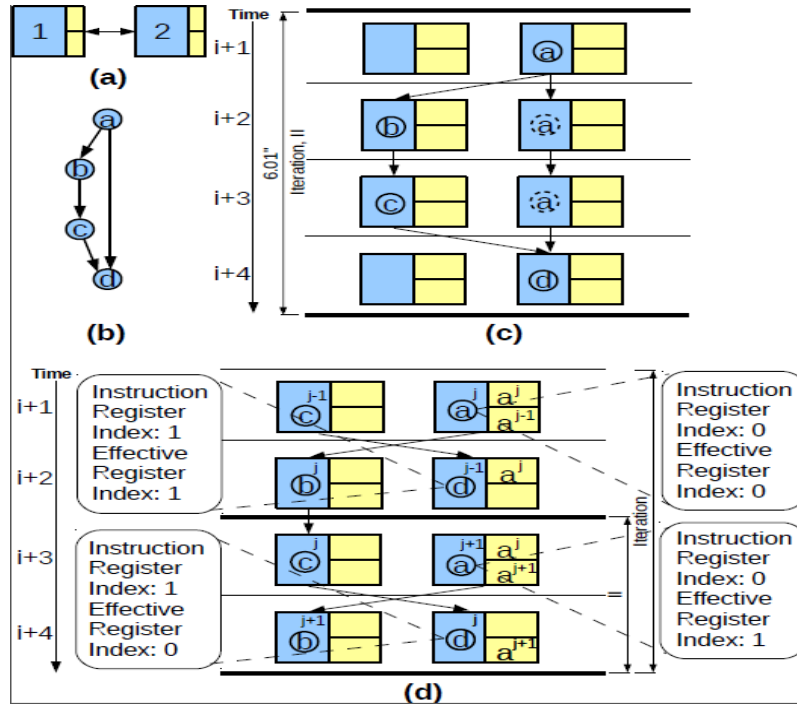 1 2
(a)
a
b
c
d
(b)
Time
i+1
i+2
i+3
i+4
6.01"
Iteration, II
a
b a
c a
d
(c)
Time
i+1
i+2
i+3
i+4
Instruction
Register
Index: 1
Effective
Register
Index: 1
Instruction
Register
Index: 1
Effective
Register
Index: 0
c j-1 a j a j
a j-1
b j d j-1 a j
c j a j+1 a j
a j+1
b j+1 d j
a j+1
II
Iteration
Instruction
Register
Index: 0
Effective
Register
Index: 0
Instruction
Register
Index: 0
Effective
Register
Index: 1
(d)